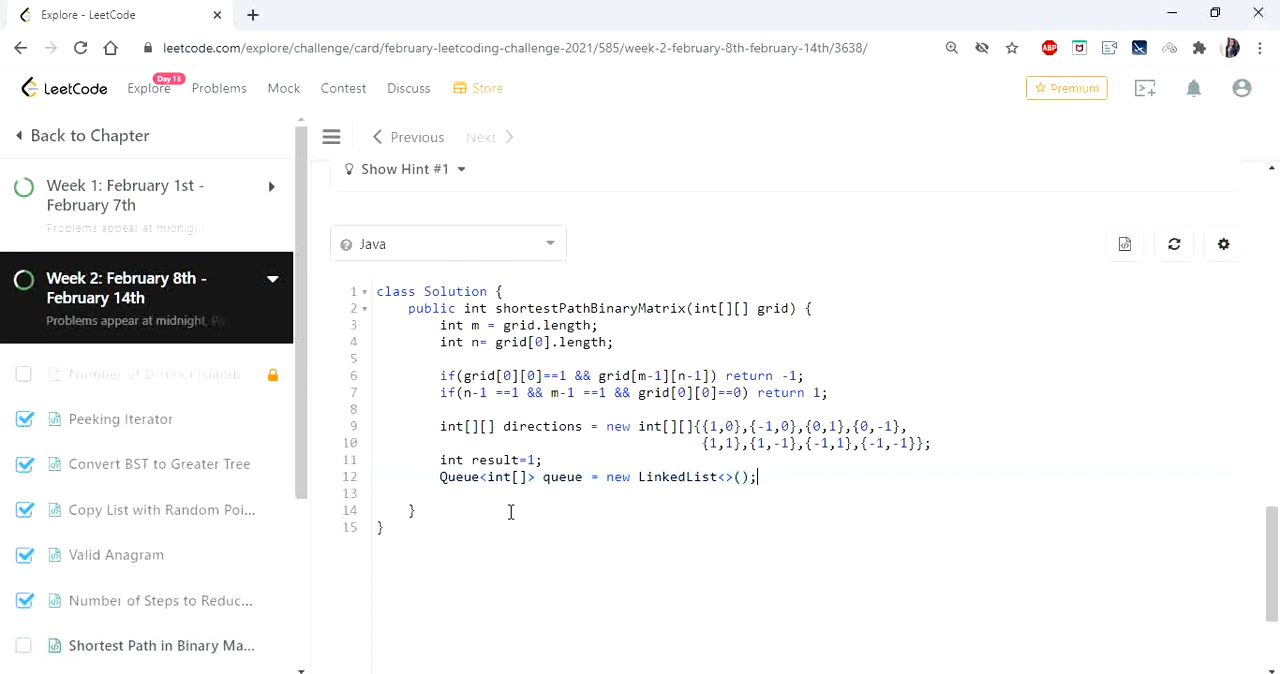 Explore - LeetCode
leetcode.com/explore/challenge/card/february-leetcoding-challenge-2021/585/week-2-february-8th-february-14th/3638/
ABP
LeetCode Explore Day 13 Problems Mock Contest Discuss Store Premium
Back to Chapter
Previous Next
Week 1: February 1st -
February 7th
Problems appear at midnight
Week 2: February 8th -
February 14th
Problems appear at midnight,
Number of Distinct Islands
Peeking Iterator
Convert BST to Greater Tree
Copy List with Random Poi...
Valid Anagram
Number of Steps to Reduc...
Shortest Path in Binary Ma...
Show Hint #1
Java
1 class Solution {
2 public int shortestPathBinaryMatrix(int[][] grid) {
3 int m = grid.length;
4 int n= grid[0].length;
5
6 if(grid[0][0]==1 && grid[m-1][n-1]) return -1;
7 if(n-1 ==1 && m-1 ==1 && grid[0][0]==0) return 1;
8
9 int[][] directions = new int[][]{{1,0},{-1,0},{0,1},{0,-1},
10 {1,1},{1,-1},{-1,1},{-1,-1}};
11 int result=1;
12 Queue<int[]> queue = new LinkedList<>();
13
14 }
15 }